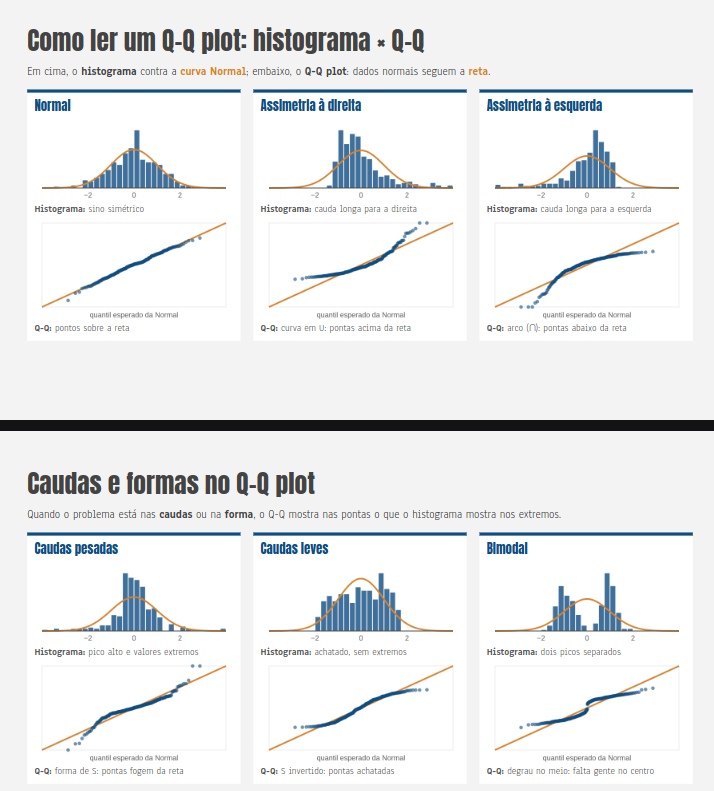 Como ler um Q-Q plot: histograma × Q-Q
Em cima, o histograma contra a curva Normal; embaixo, o Q-Q plot: dados normais seguem a reta.
Normal
−2 0 2
Histograma: sino simétrico
quantil esperado da Normal
Q-Q: pontos sobre a reta
Assimetria à direita
−2 0 2
Histograma: cauda longa para a direita
quantil esperado da Normal
Q-Q: curva em U: pontas acima da reta
Assimetria à esquerda
−2 0 2
Histograma: cauda longa para a esquerda
quantil esperado da Normal
Q-Q: arco (∩): pontas abaixo da reta
Caudas e formas no Q-Q plot
Quando o problema está nas caudas ou na forma, o Q-Q mostra nas pontas o que o histograma mostra nos extremos.
Caudas pesadas
−2 0 2
Histograma: pico alto e valores extremos
quantil esperado da Normal
Q-Q: forma de S: pontas fogem da reta
Caudas leves
−2 0 2
Histograma: achatado, sem extremos
quantil esperado da Normal
Q-Q: S invertido: pontas achatadas
Bimodal
−2 0 2
Histograma: dois picos separados
quantil esperado da Normal
Q-Q: degrau no meio: falta gente no centro